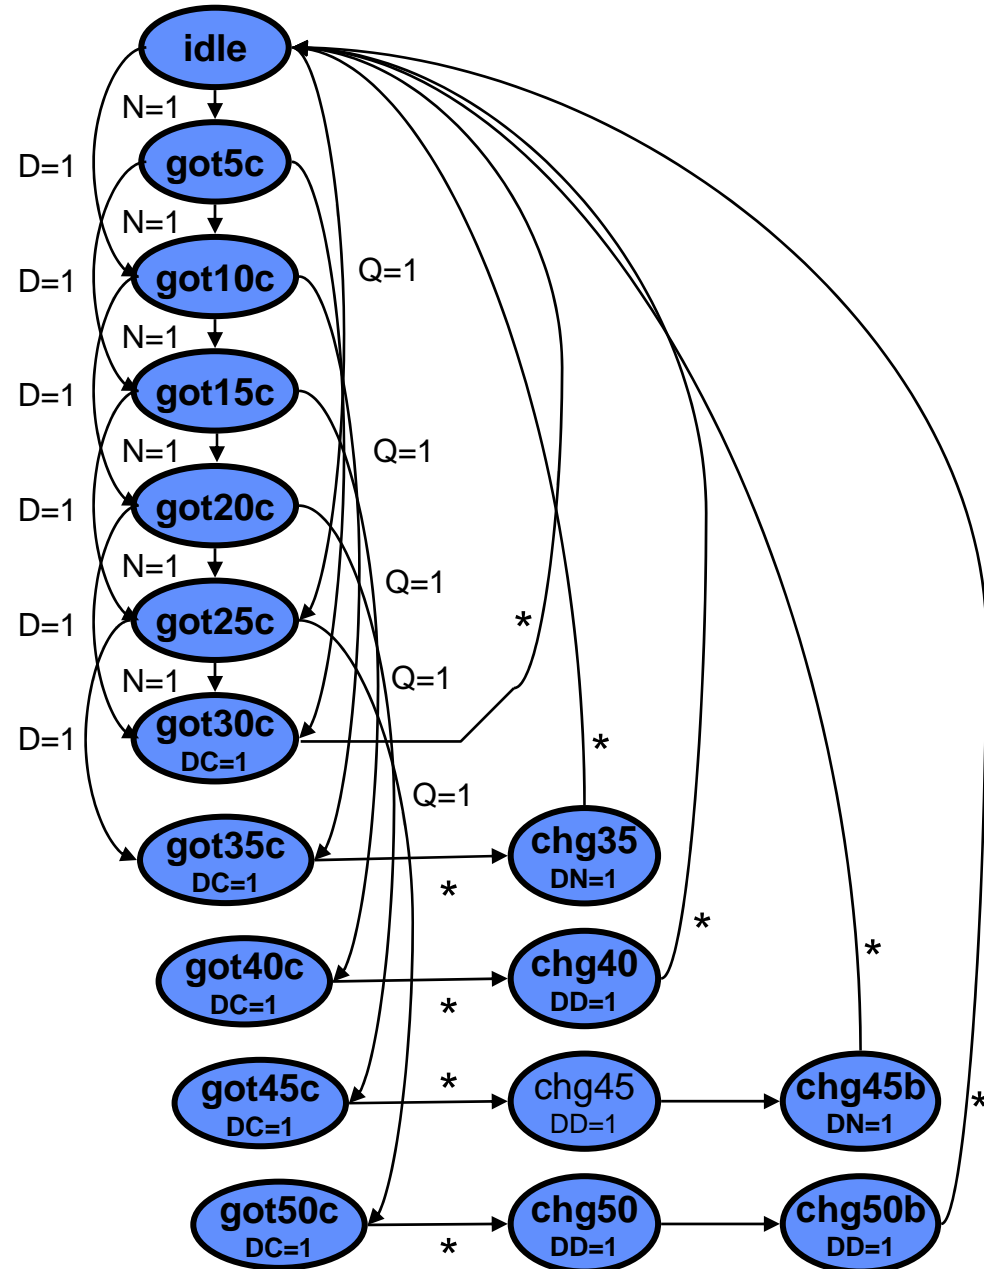 idle
N=1
D=1
got5c
N=1
D=1
got10c
Q=1
N=1
D=1
got15c
N=1
Q=1
D=1
got20c
N=1
Q=1
D=1
got25c
*
N=1
Q=1
D=1
got30c
DC=1
*
Q=1
got35c
DC=1
*
chg35
DN=1
*
*
got40c
DC=1
*
chg40
DD=1
got45c
DC=1
*
chg45
DD=1
chg45b
DN=1
*
got50c
DC=1
*
chg50
DD=1
chg50b
DD=1